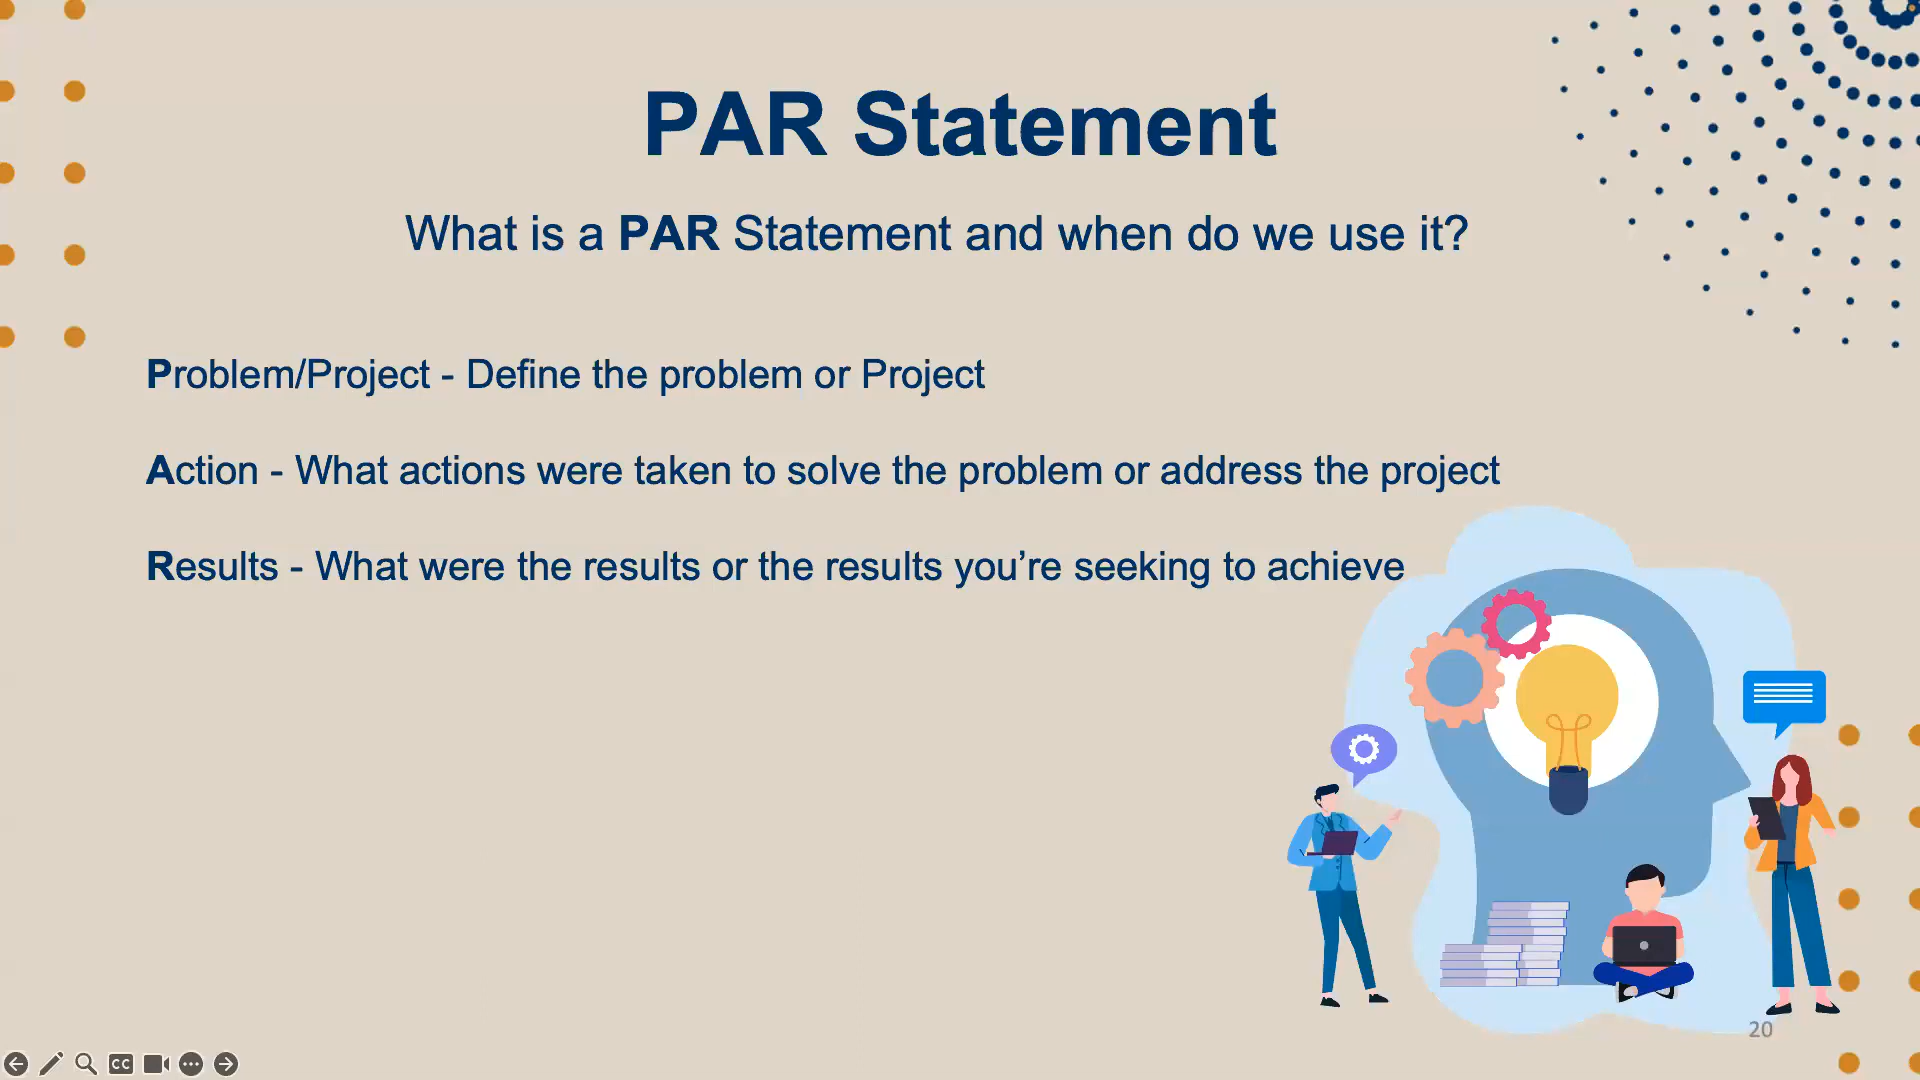 PAR Statement
What is a PAR Statement and when do we use it?
Problem/Project - Define the problem or Project
Action - What actions were taken to solve the problem or address the project
Results - What were the results or the results you’re seeking to achieve
20
CC